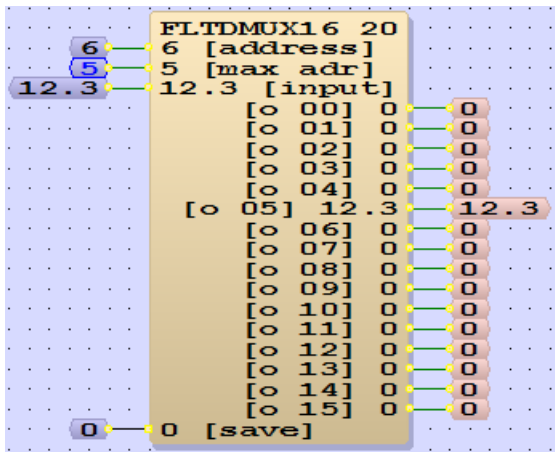 FLTDMUX16 20
6 6 [address]
5 5 [max adr]
12.3 12.3 [input]
[o 00] 0 0
[o 01] 0 0
[o 02] 0 0
[o 03] 0 0
[o 04] 0 0
[o 05] 12.3 12.3
[o 06] 0 0
[o 07] 0 0
[o 08] 0 0
[o 09] 0 0
[o 10] 0 0
[o 11] 0 0
[o 12] 0 0
[o 13] 0 0
[o 14] 0 0
[o 15] 0 0
0 0 [save]